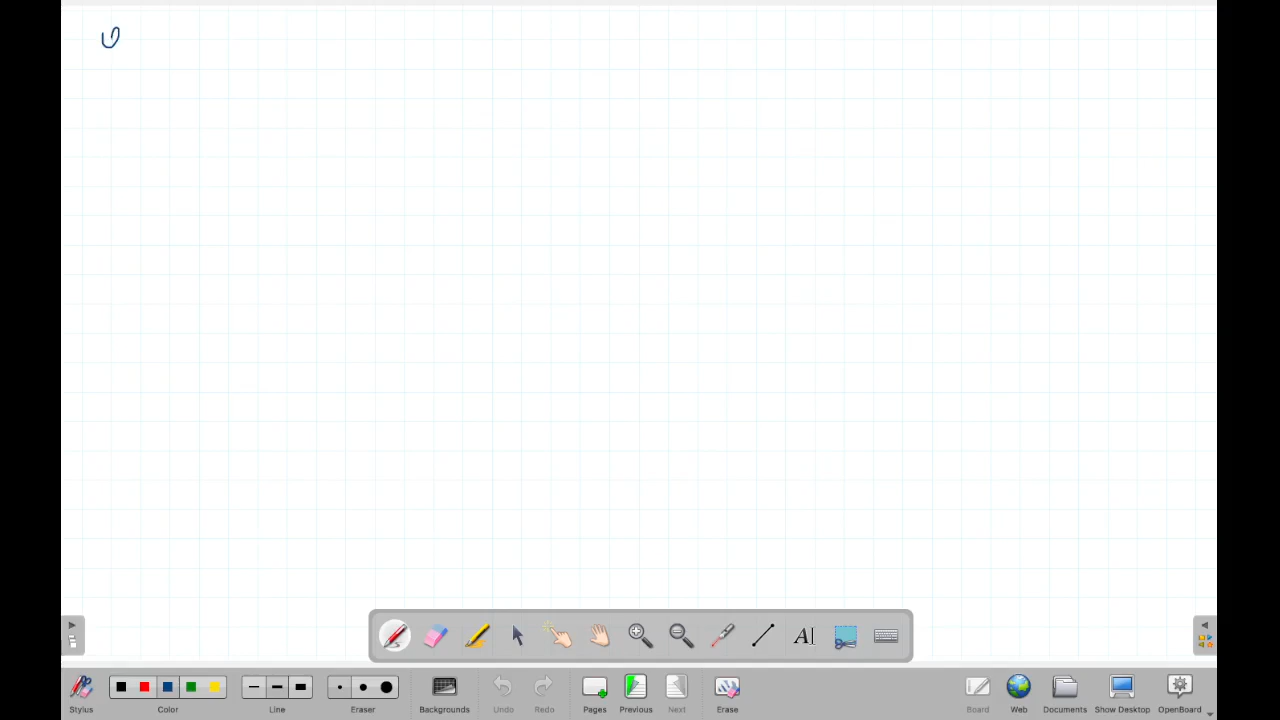 Stylus
Color
Line
Eraser
Backgrounds
Undo
Redo
Pages
Previous
Next
Erase
Board
Web
Documents
Show Desktop
OpenBoard